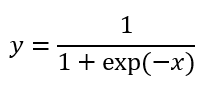 y = 1 / (1 + exp(−x))